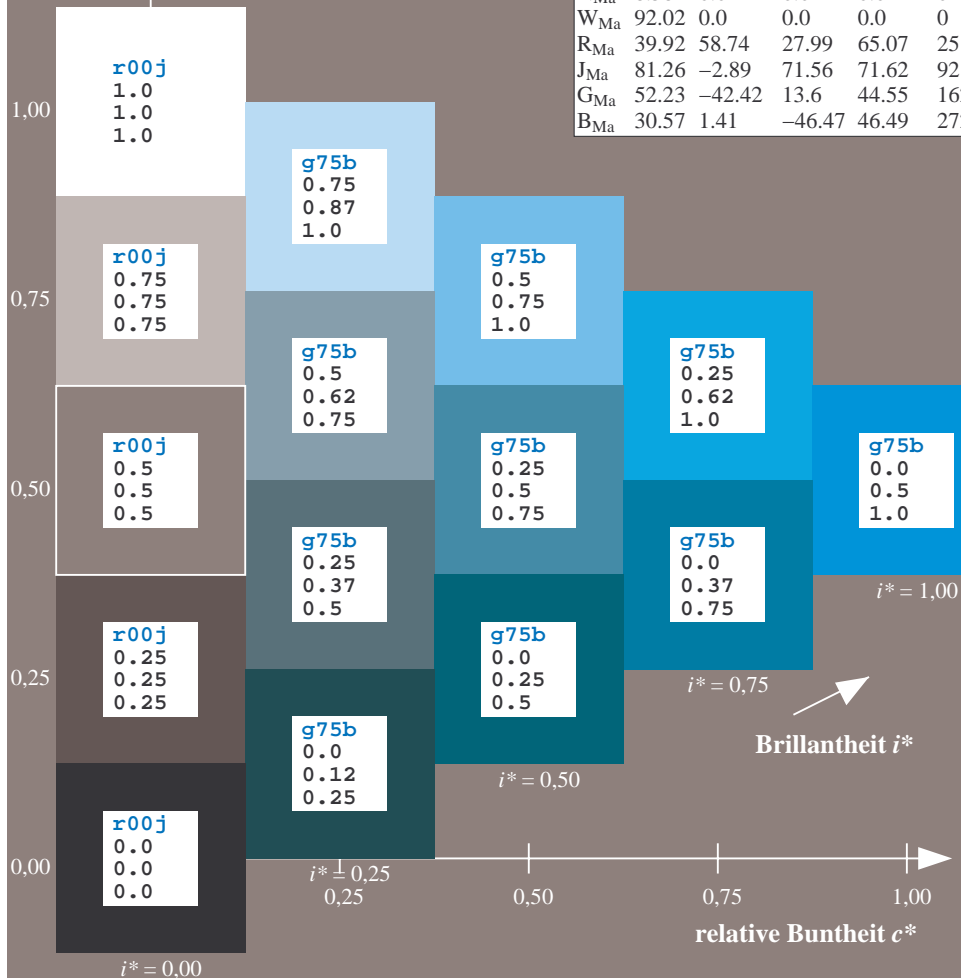 W_Ma 92.02 0.0 0.0 0.0 0
R_Ma 39.92 58.74 27.99 65.07 25
J_Ma 81.26 −2.89 71.56 71.62 92
G_Ma 52.23 −42.42 13.6 44.55
B_Ma 30.57 1.41 −46.47 46.49
1,00
r00j
1.0
1.0
1.0
g75b
0.75
0.87
1.0
0,75
r00j
0.75
0.75
0.75
g75b
0.5
0.75
1.0
g75b
0.5
0.62
0.75
g75b
0.25
0.62
1.0
0,50
r00j
0.5
0.5
0.5
g75b
0.25
0.5
0.75
g75b
0.0
0.5
1.0
g75b
0.25
0.37
0.5
g75b
0.0
0.37
0.75
i* = 1,00
0,25
r00j
0.25
0.25
0.25
g75b
0.0
0.25
0.5
i* = 0,75
g75b
0.0
0.12
0.25
Brillantheit i*
i* = 0,50
0,00
r00j
0.0
0.0
0.0
i* = 0,25
0,25 0,50 0,75 1,00
relative Buntheit c*
i* = 0,00